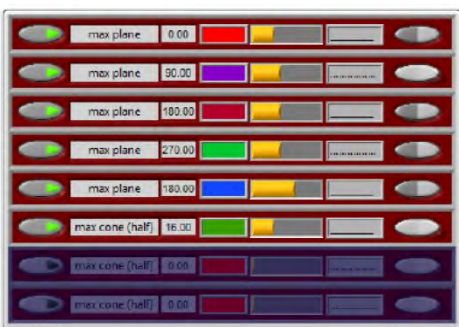 max plane 0.00
max plane 90.00
max plane 180.00
max plane 270.00
max plane 180.00
max cone (half) 16.00
max cone (half) 0.00
max cone (half) 0.00